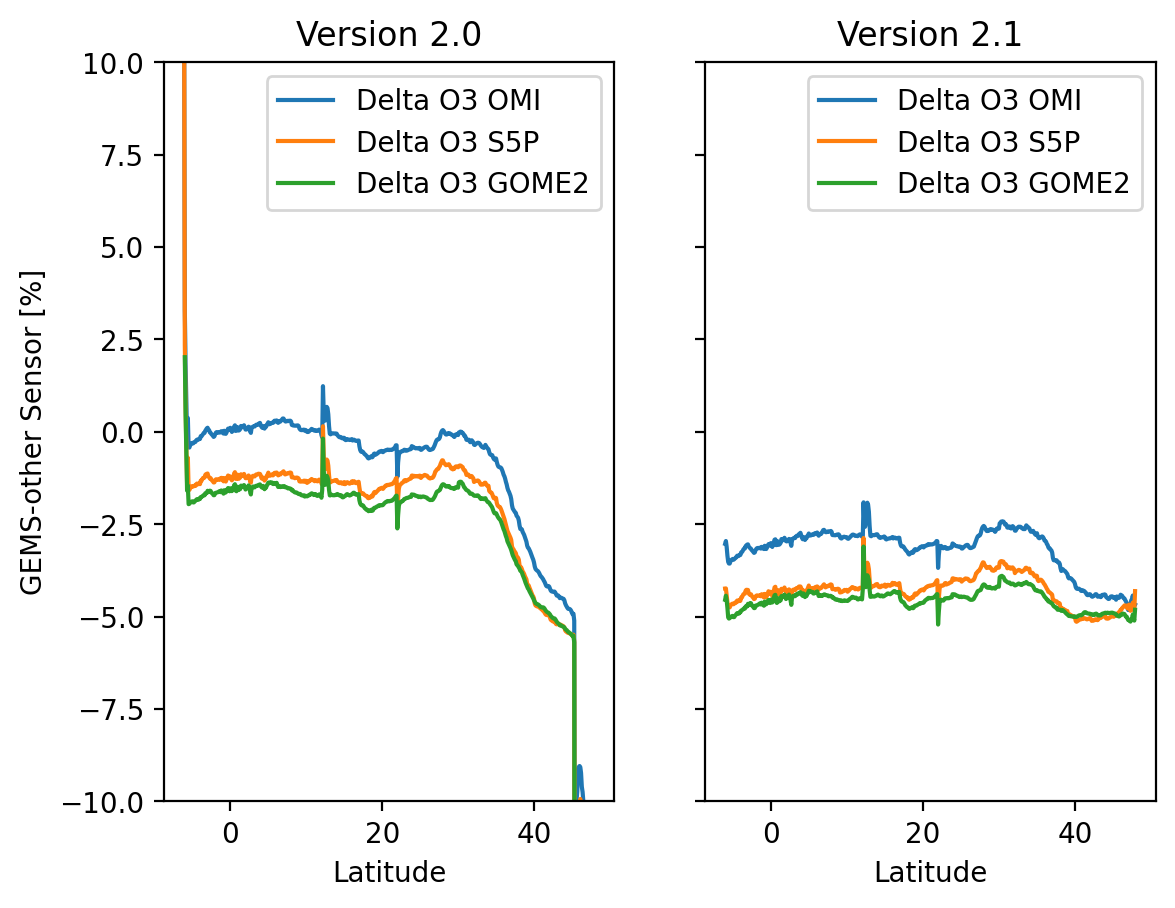 Version 2.0
Version 2.1
GEMS-other Sensor [%]
10.0
7.5
5.0
2.5
0.0
−2.5
−5.0
−7.5
−10.0
Delta O3 OMI
Delta O3 S5P
Delta O3 GOME2
0
20
40
Latitude
Delta O3 OMI
Delta O3 S5P
Delta O3 GOME2
0
20
40
Latitude